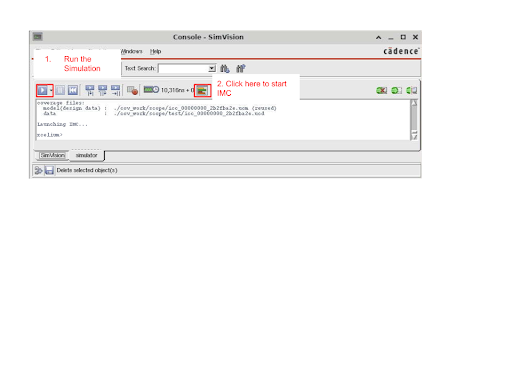 Console - SimVision
1. Run the
Simulation
Windows Help
cādence
Text Search:
2. Click here to start
IMC
10,316ns + 0
coverage files:
model(design data) : ./cov_work/scope/icc_00000000_2b2fba2e.ucm (reused)
data : ./cov_work/scope/test/icc_00000000_2b2fba2e.ucd
Launching IMC...
xcelium>
SimVision simulator
Delete selected object(s)